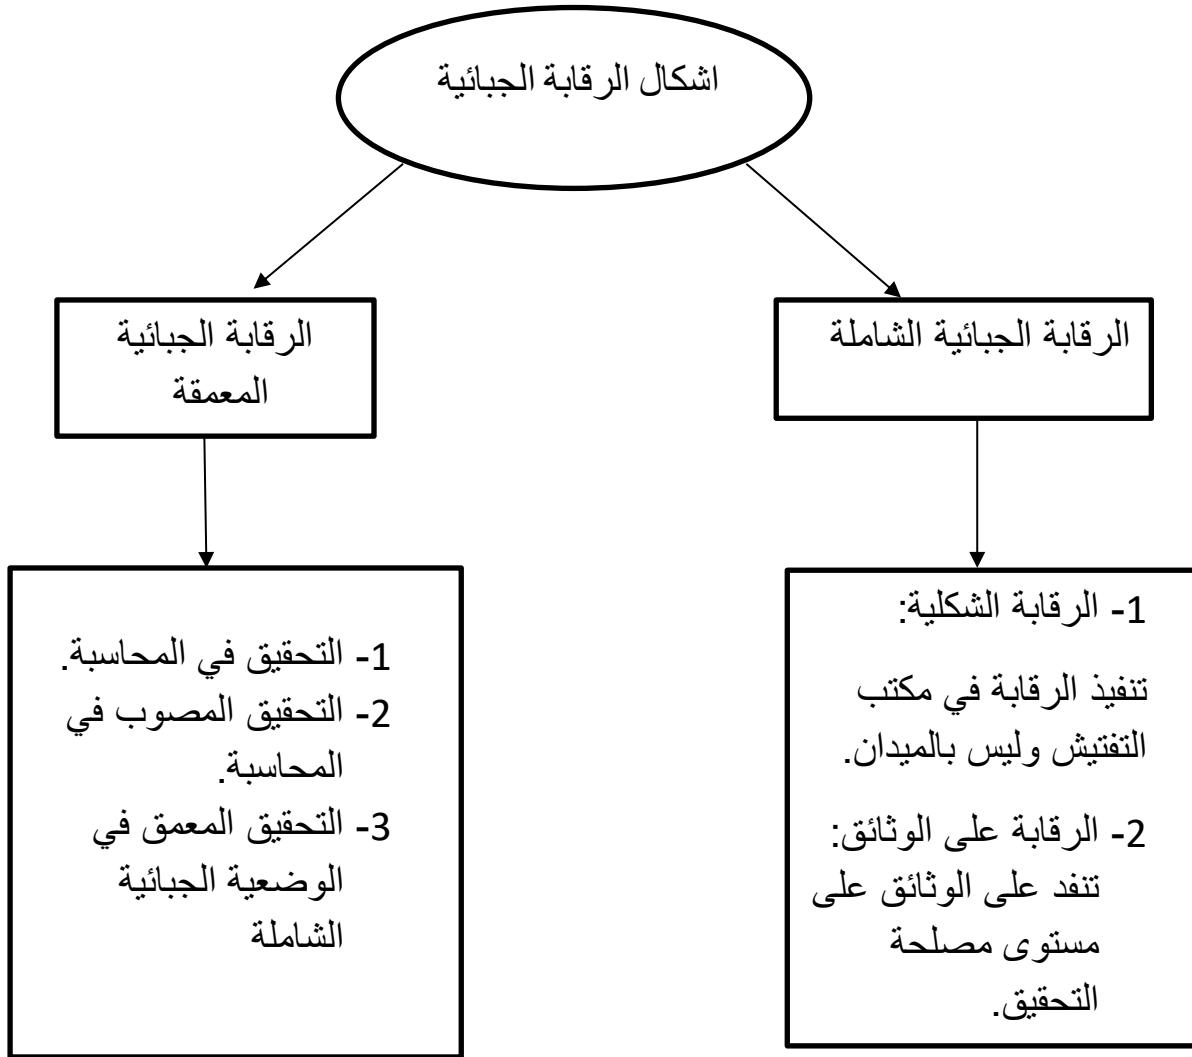 اشكال الرقابة الجبائية
الرقابة الجبائية الشاملة
الرقابة الجبائية
المعمقة
1- الرقابة الشكلية:
تنفيذ الرقابة في مكتب
التفتيش وليس بالميدان.
2- الرقابة على الوثائق:
تنفد على الوثائق على
مستوى مصلحة
التحقيق.
1- التحقيق في المحاسبة.
2- التحقيق المصوب في
المحاسبة.
3- التحقيق المعمق في
الوضعية الجبائية
الشاملة